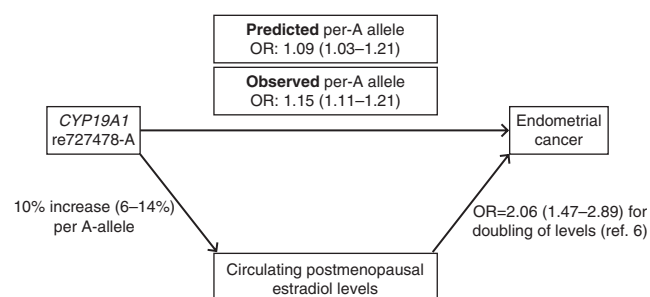 Predicted per-A allele
OR: 1.09 (1.03–1.21)
Observed per-A allele
OR: 1.15 (1.11–1.21)
CYP19A1
re727478-A
Endometrial
cancer
10% increase (6–14%)
per A-allele
OR=2.06 (1.47–2.89) for
doubling of levels (ref. 6)
Circulating postmenopausal
estradiol levels